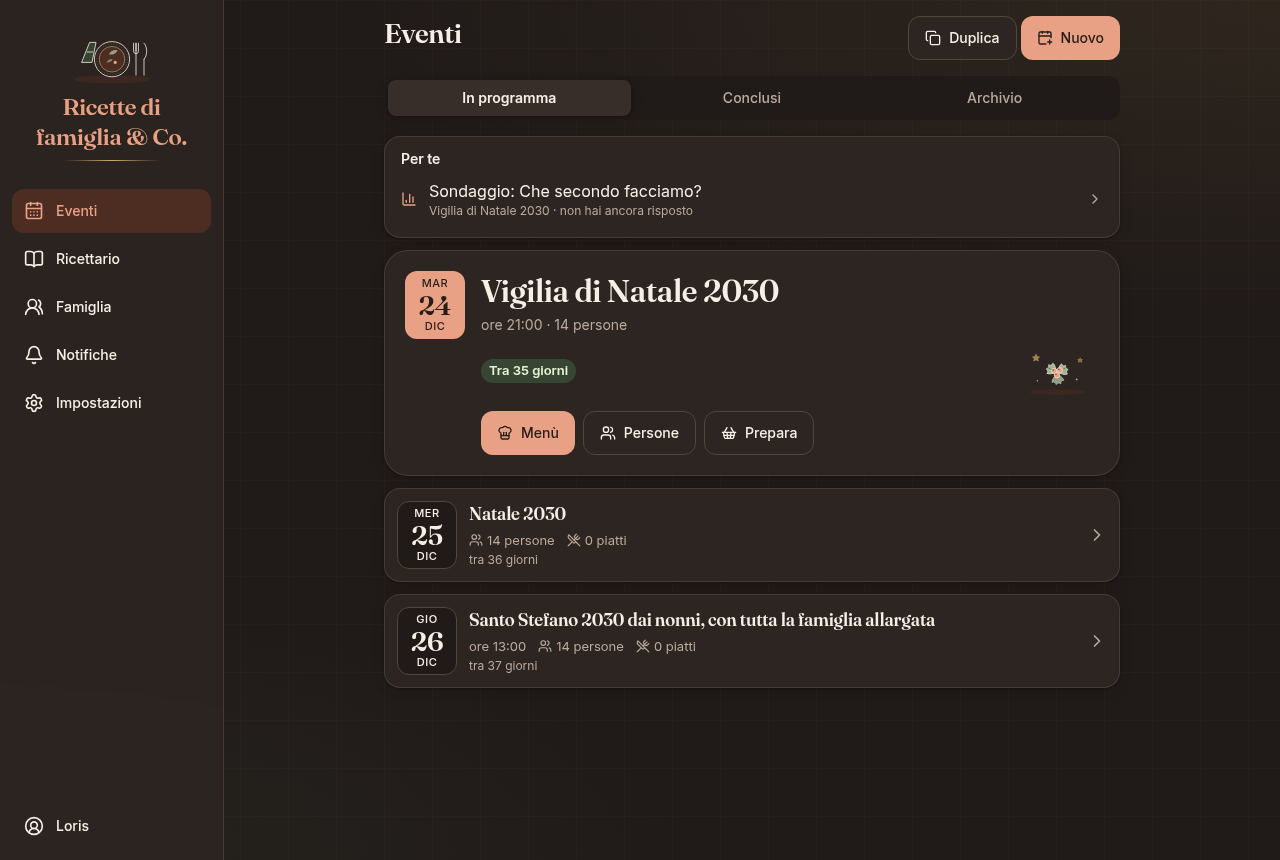 Ricette di
famiglia & Co.
Eventi
Ricettario
Famiglia
Notifiche
Impostazioni
Loris
Eventi
Duplica
Nuovo
In programma
Conclusi
Archivio
Per te
Sondaggio: Che secondo facciamo?
Vigilia di Natale 2030 · non hai ancora risposto
MAR
24
DIC
Vigilia di Natale 2030
ore 21:00 · 14 persone
Tra 35 giorni
Menù
Persone
Prepara
MER
25
DIC
Natale 2030
14 persone
0 piatti
tra 36 giorni
GIO
26
DIC
Santo Stefano 2030 dai nonni, con tutta la famiglia allargata
ore 13:00
14 persone
0 piatti
tra 37 giorni